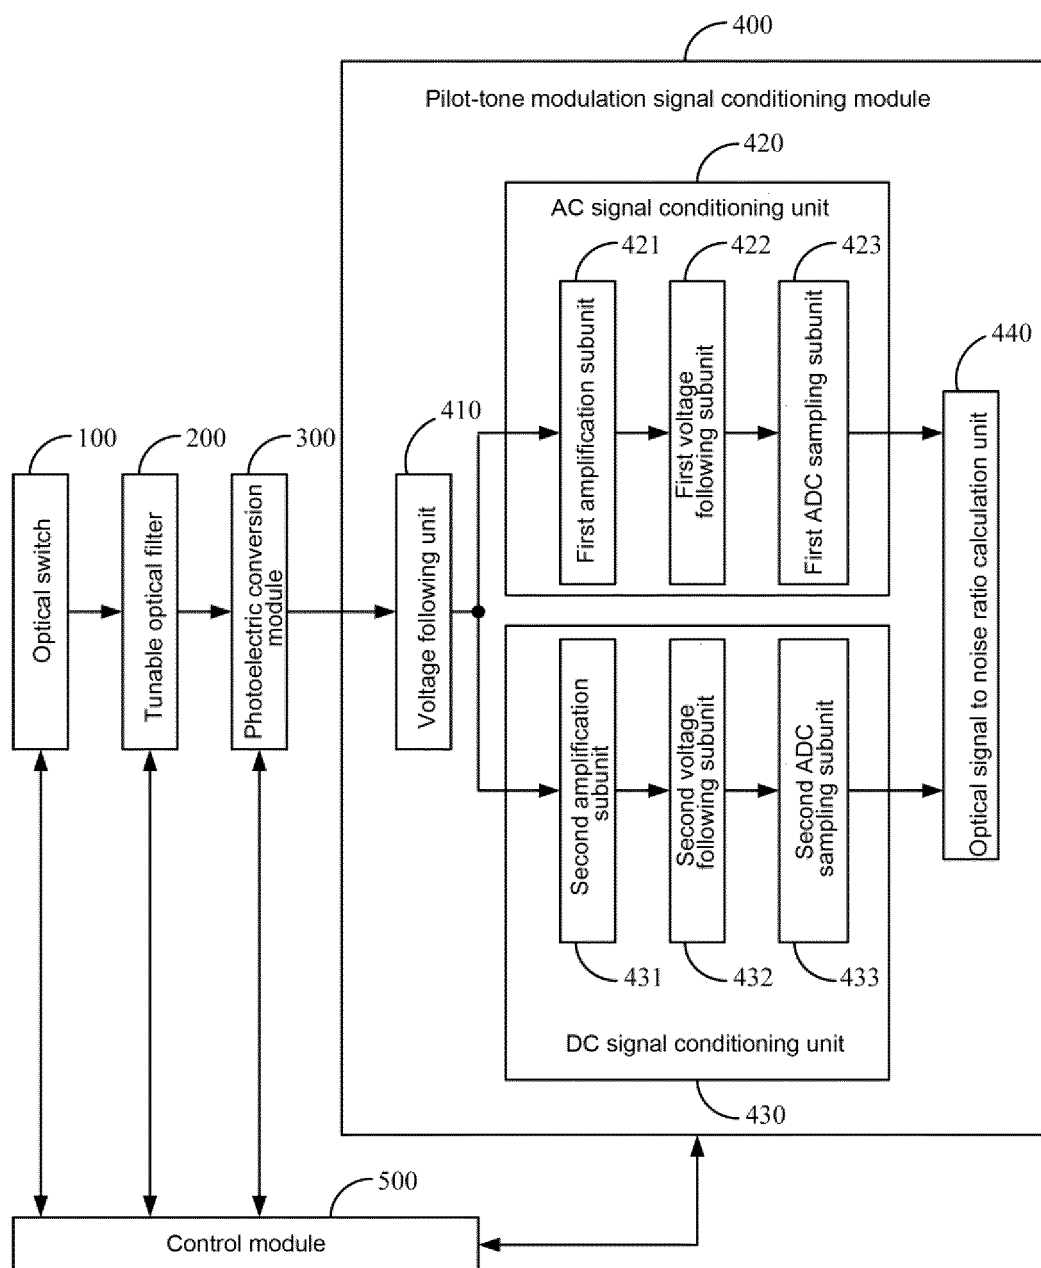 400
Pilot-tone modulation signal conditioning module
420
AC signal conditioning unit
421
422
423
First amplification subunit
First voltage
following subunit
First ADC sampling subunit
440
Optical signal to noise ratio calculation unit
100
200
300
410
Optical switch
Tunable optical filter
Photoelectric conversion
module
Voltage following unit
Second amplification
subunit
Second voltage
following subunit
Second ADC
sampling subunit
431
432
433
DC signal conditioning unit
430
500
Control module